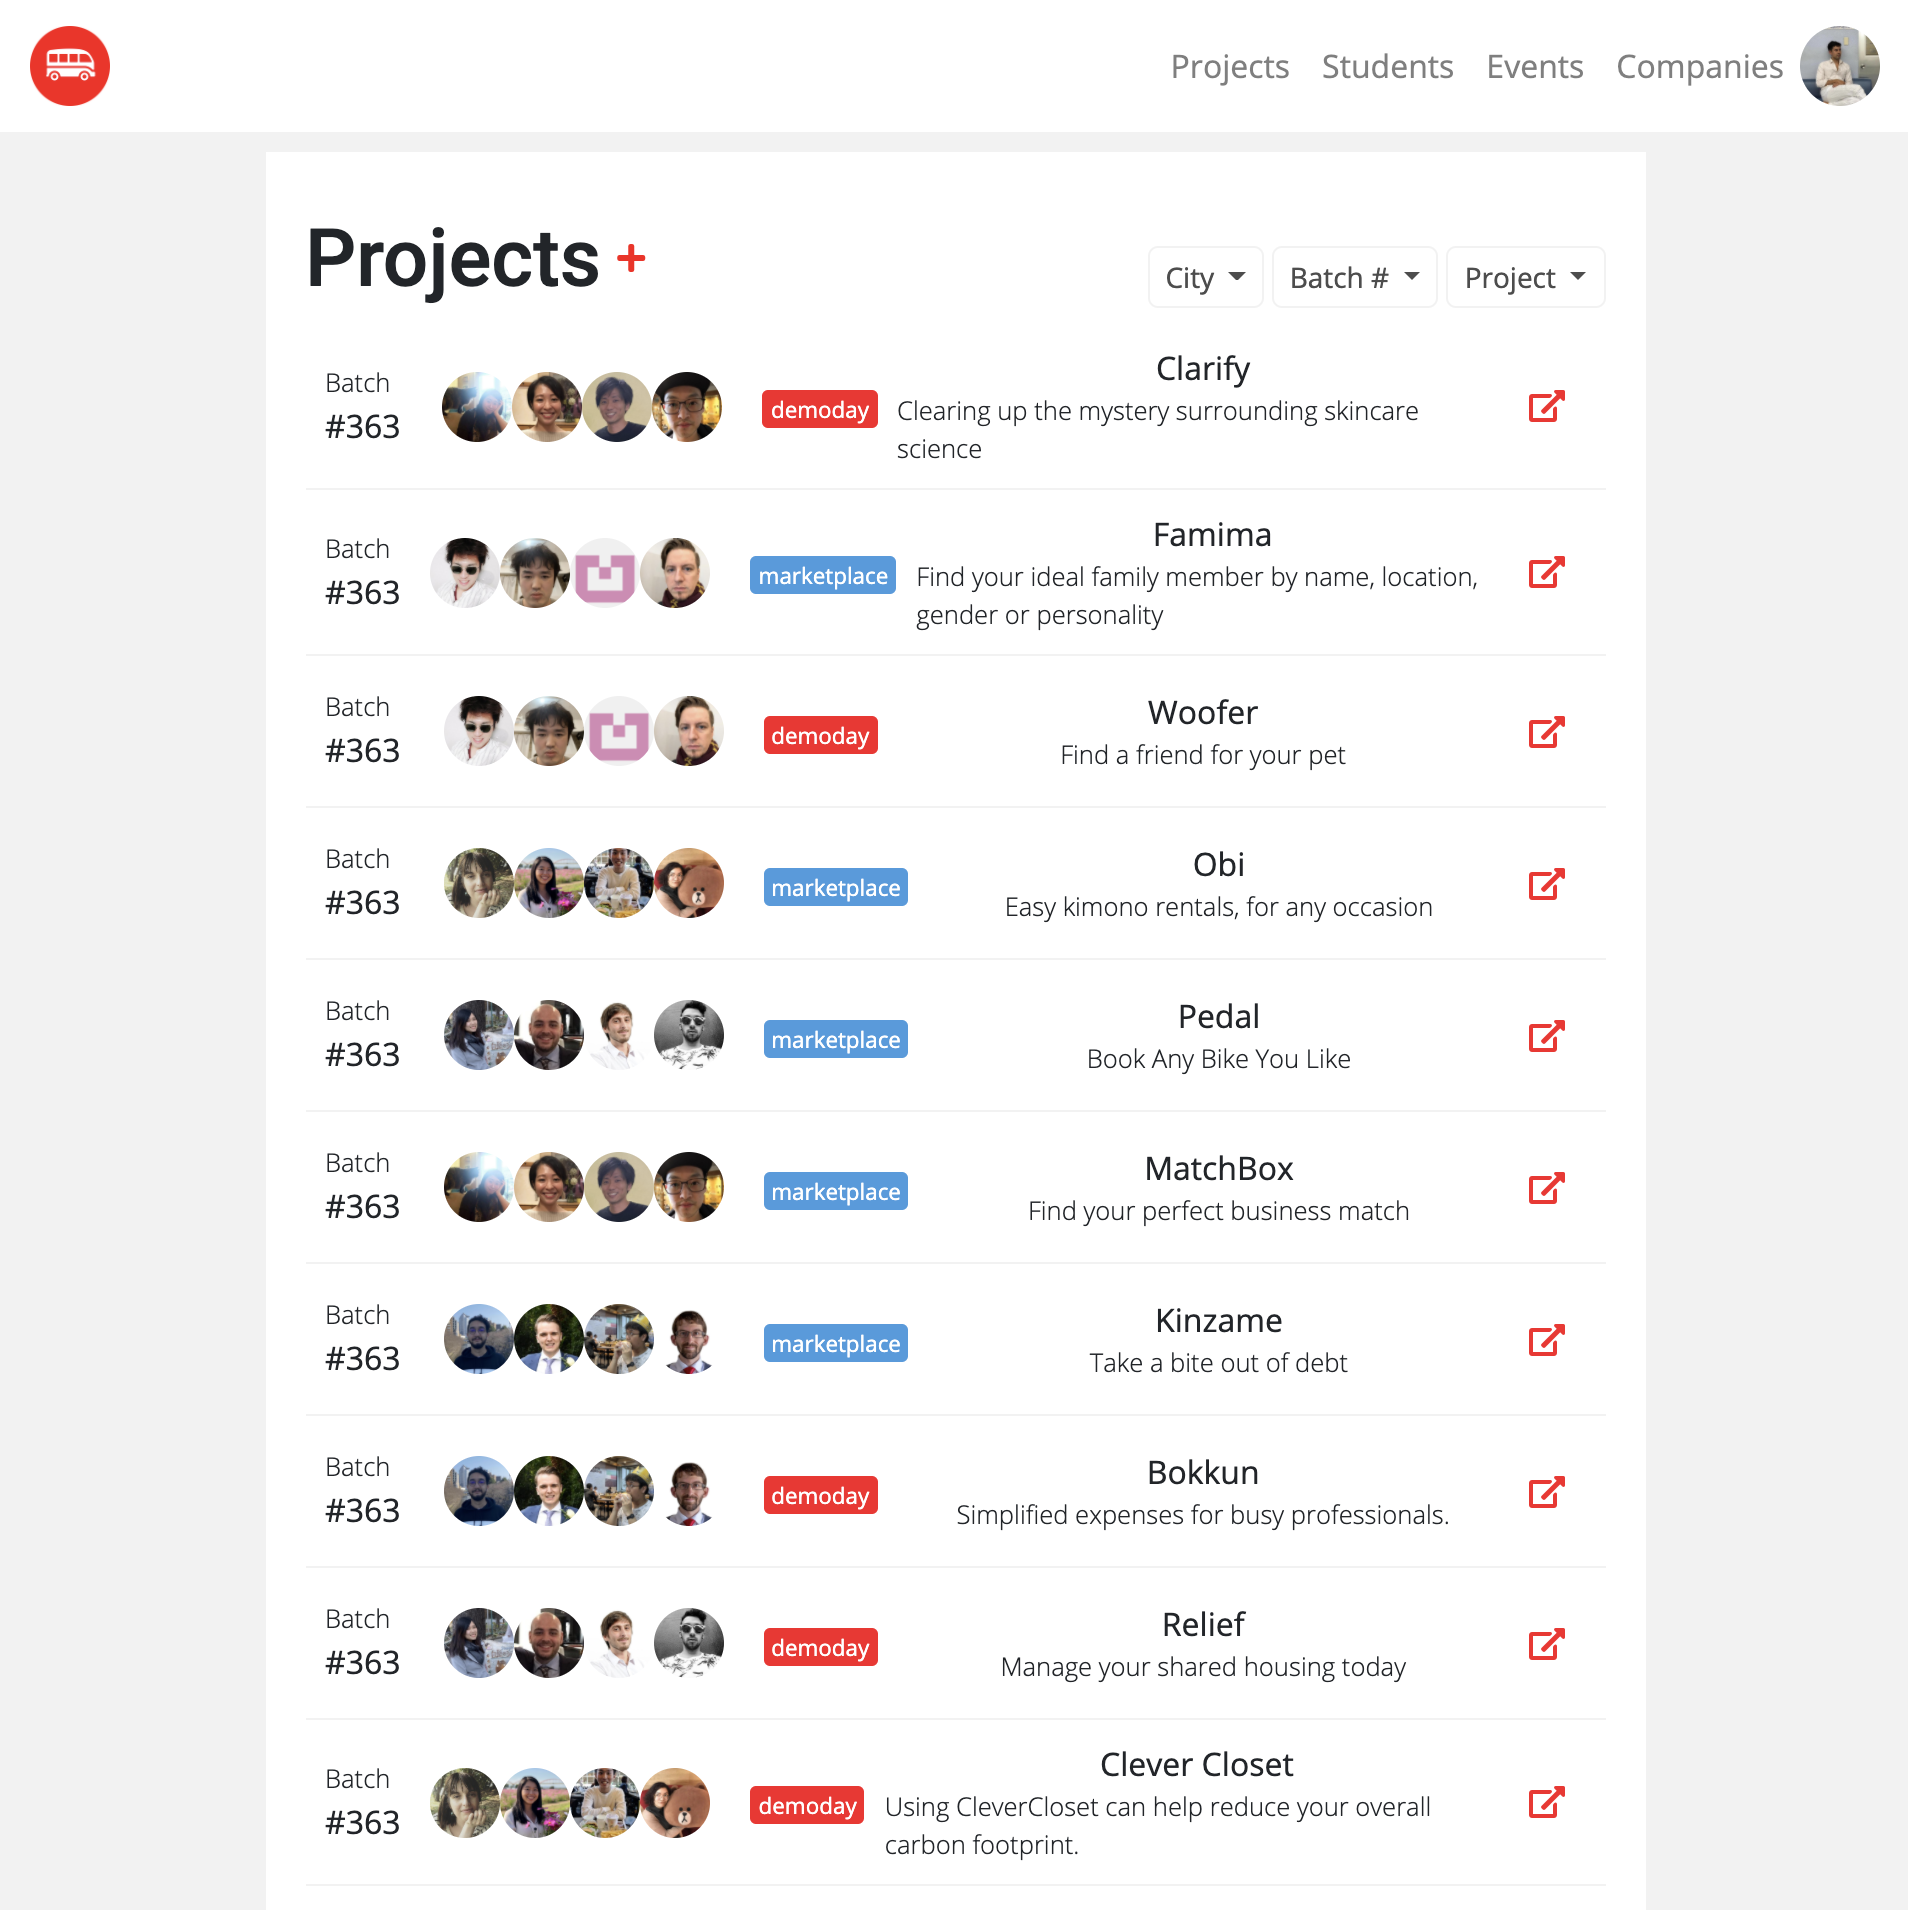 Projects Students Events Companies
Projects +
City Batch # Project
Batch
#363
demoday
Clarify
Clearing up the mystery surrounding skincare
science
Batch
#363
marketplace
Famima
Find your ideal family member by name, location,
gender or personality
Batch
#363
demoday
Woofer
Find a friend for your pet
Batch
#363
marketplace
Obi
Easy kimono rentals, for any occasion
Batch
#363
marketplace
Pedal
Book Any Bike You Like
Batch
#363
marketplace
MatchBox
Find your perfect business match
Batch
#363
marketplace
Kinzame
Take a bite out of debt
Batch
#363
demoday
Bokkun
Simplified expenses for busy professionals.
Batch
#363
demoday
Relief
Manage your shared housing today
Batch
#363
demoday
Clever Closet
Using CleverCloset can help reduce your overall
carbon footprint.